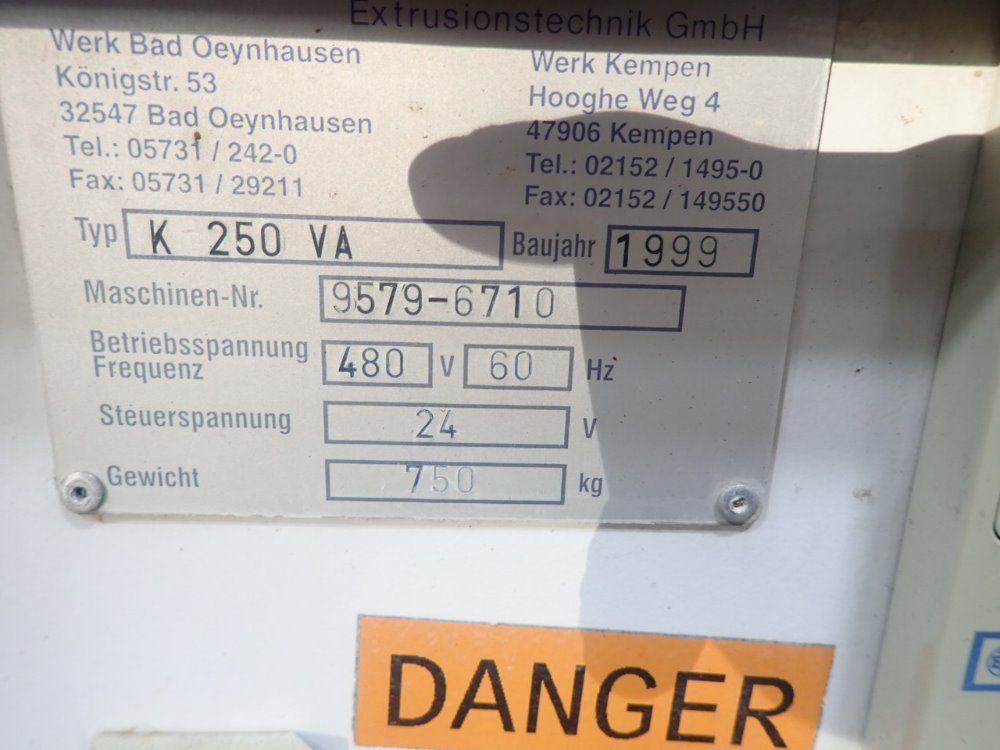 Extrusionstechnik GmbH
Werk Bad Oeynhausen
Königstr. 53
32547 Bad Oeynhausen
Tel.: 05731 / 242-0
Fax: 05731 / 29211
Werk Kempen
Hooghe Weg 4
47906 Kempen
Tel.: 02152 / 1495-0
Fax: 02152 / 149550
Typ K 250 VA Baujahr 1999
Maschinen-Nr. 9579-6710
Betriebsspannung
Frequenz 480 V 60 Hz
Steuerspannung 24 V
Gewicht 750 kg
DANGER